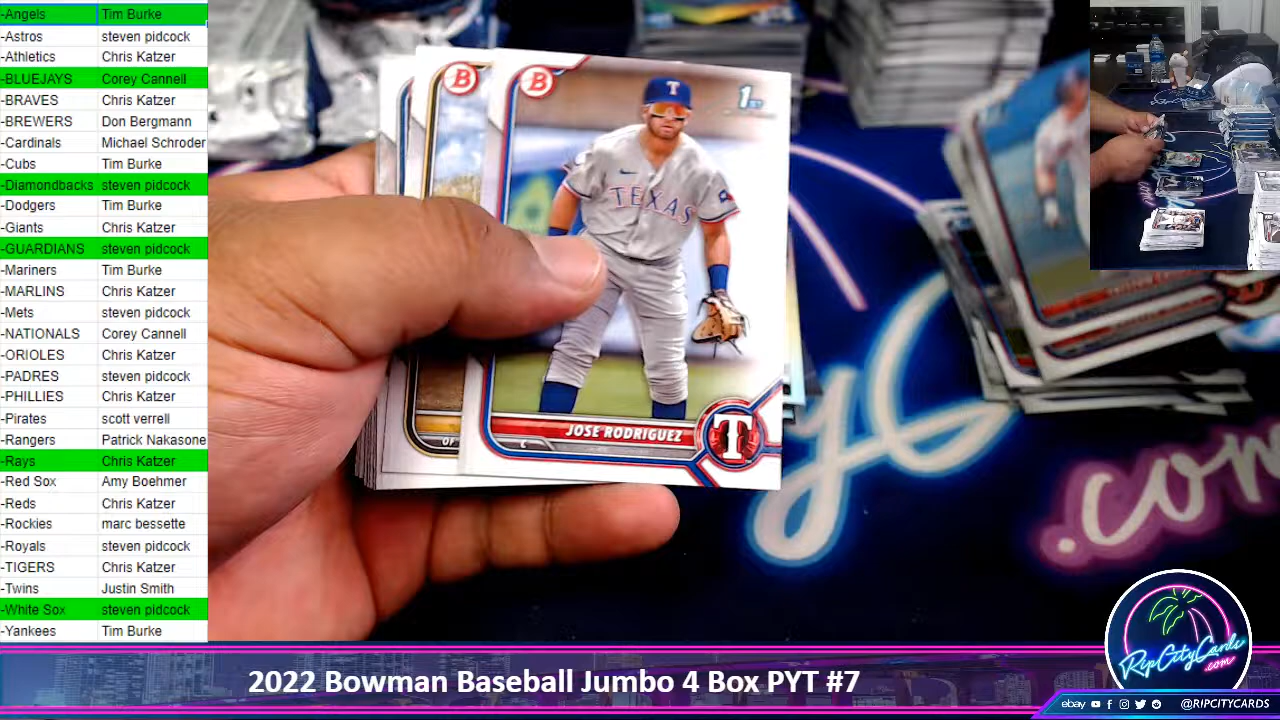 -Angels Tim Burke
-Astros steven pidcock
-Athletics Chris Katzer
-BLUEJAYS Corey Cannell
-BRAVES Chris Katzer
-BREWERS Don Bergmann
-Cardinals Michael Schroder
-Cubs Tim Burke
-Diamondbacks steven pidcock
-Dodgers Tim Burke
-Giants Chris Katzer
-GUARDIANS steven pidcock
-Mariners Tim Burke
-MARLINS Chris Katzer
-Mets steven pidcock
-NATIONALS Corey Cannell
-ORIOLES Chris Katzer
-PADRES steven pidcock
-PHILLIES Chris Katzer
-Pirates scott verrell
-Rangers Patrick Nakasone
-Rays Chris Katzer
-Red Sox Amy Boehmer
-Reds Chris Katzer
-Rockies marc bessette
-Royals steven pidcock
-TIGERS Chris Katzer
-Twins Justin Smith
-White Sox steven pidcock
-Yankees Tim Burke
B
B
1ST
T
TEXAS
OF
JOSE RODRIGUEZ
C
T
yC
.com
RipCityCards
.com
2022 Bowman Baseball Jumbo 4 Box PYT #7
ebay @RIPCITYCARDS